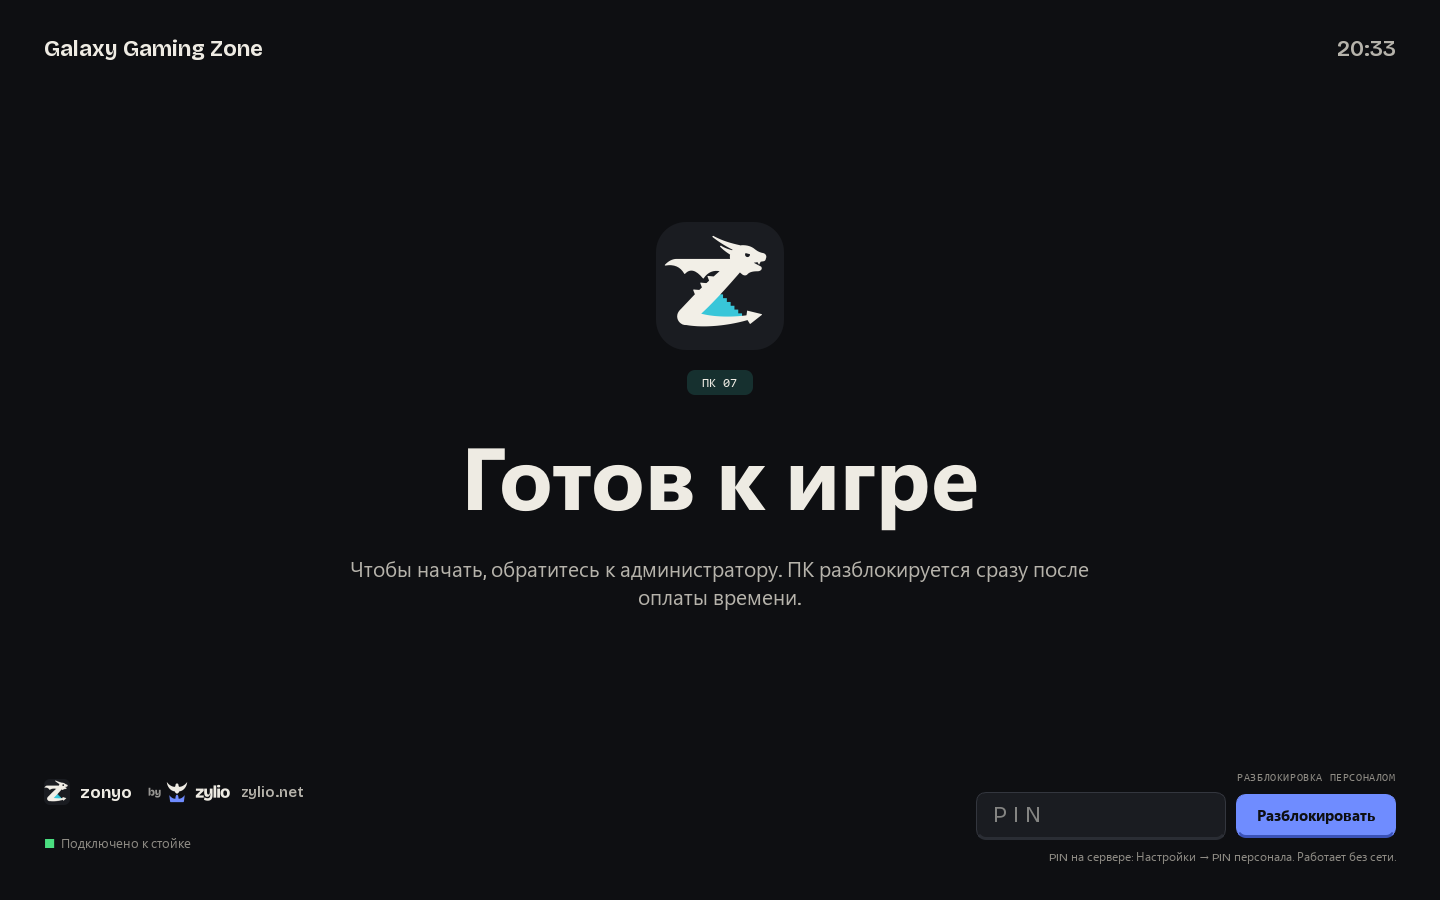 Galaxy Gaming Zone
20:33
ПК 07
Готов к игре
Чтобы начать, обратитесь к администратору. ПК разблокируется сразу после
оплаты времени.
zonyo by zylio zylio.net
Подключено к стойке
РАЗБЛОКИРОВКА ПЕРСОНАЛОМ
PIN
Разблокировать
PIN на сервере: Настройки → PIN персонала. Работает без сети.